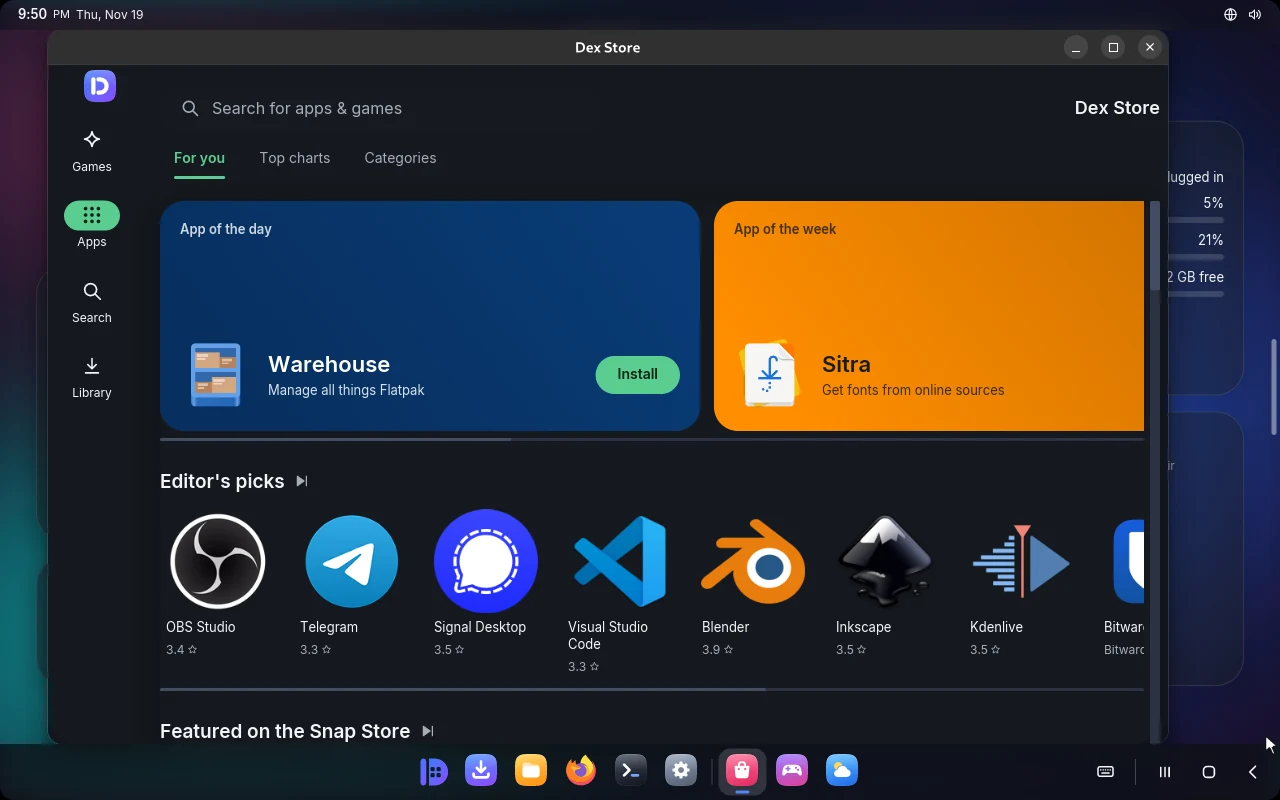 9:50 PM Thu, Nov 19
Dex Store
Search for apps & games
Dex Store
Games
Apps
Search
Library
For you
Top charts
Categories
lugged in
5%
21%
2 GB free
App of the day
Warehouse
Manage all things Flatpak
Install
App of the week
Sitra
Get fonts from online sources
Editor's picks
OBS Studio
3.4 ☆
Telegram
3.3 ☆
Signal Desktop
3.5 ☆
Visual Studio
Code
3.3 ☆
Blender
3.9 ☆
Inkscape
3.5 ☆
Kdenlive
3.5 ☆
Bitwar
Bitward
ir
Featured on the Snap Store